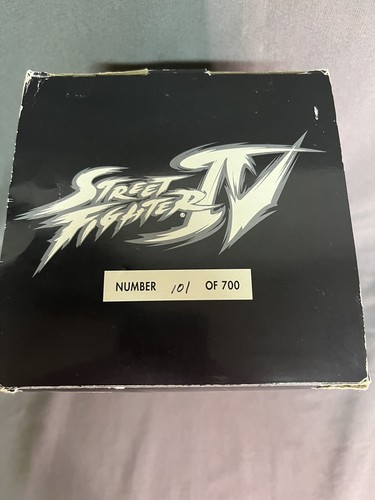 STREET
FIGHTER IV
NUMBER 101 OF 700